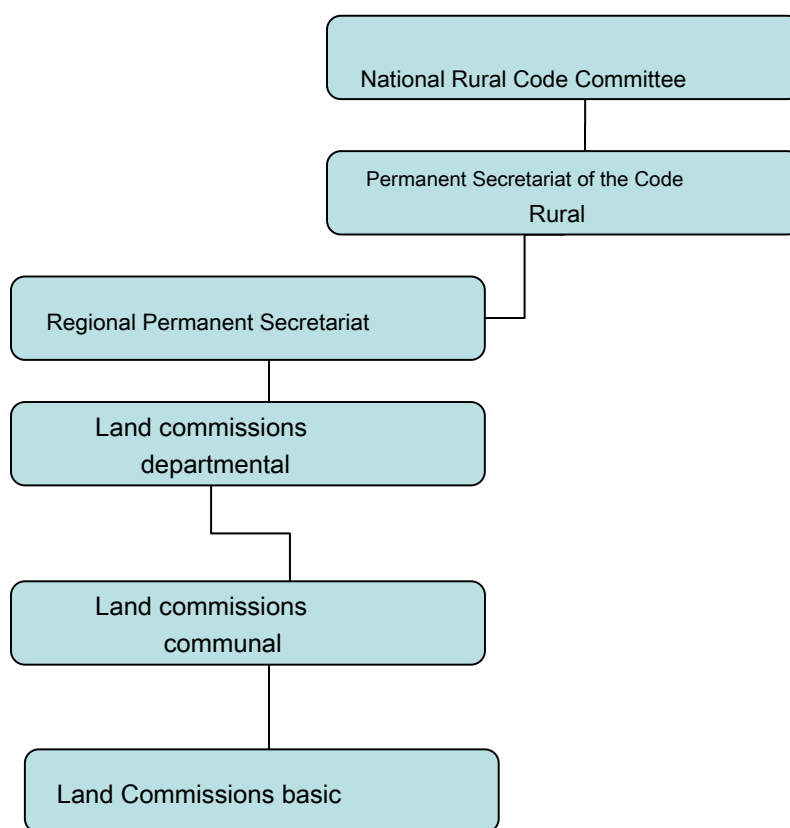 National Rural Code Committee
Permanent Secretariat of the Code
Rural
Regional Permanent Secretariat
Land commissions
departmental
Land commissions
communal
Land Commissions basic